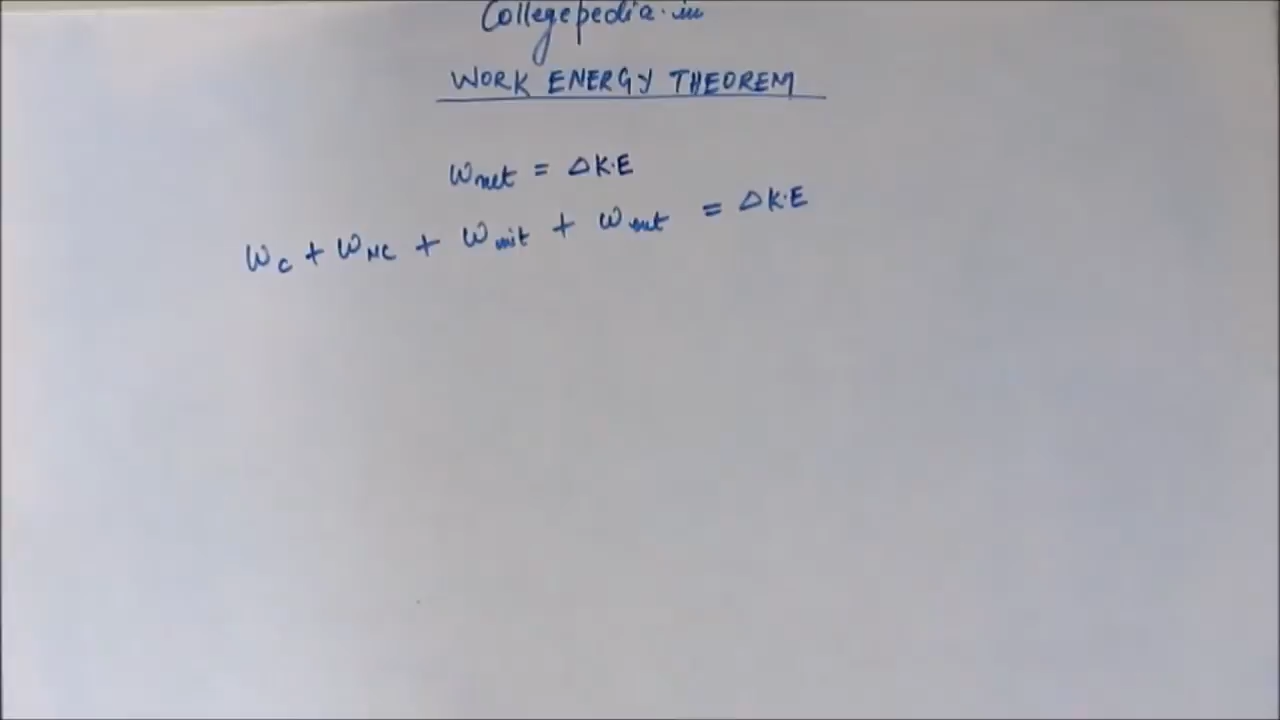 Collegepedia.in
WORK ENERGY THEOREM
Wnet = ΔK.E
WC + WNC + Wint + Wext = ΔK.E